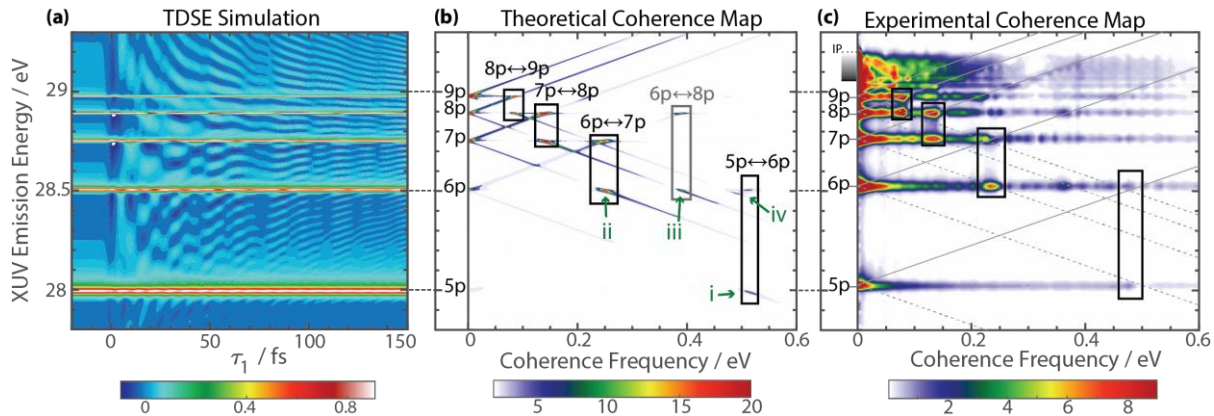 (a) TDSE Simulation
XUV Emission Energy / eV
29
28.5
28
0 50 100 150
τ1 / fs
0 0.4 0.8
(b) Theoretical Coherence Map
9p
8p
7p
6p
5p
8p↔9p
7p↔8p
6p↔7p
6p↔8p
5p↔6p
ii
iii
iv
i
0 0.2 0.4 0.6
Coherence Frequency / eV
5 10 15 20
(c) Experimental Coherence Map
IP
9p
8p
7p
6p
5p
0 0.2 0.4 0.6
Coherence Frequency / eV
2 4 6 8